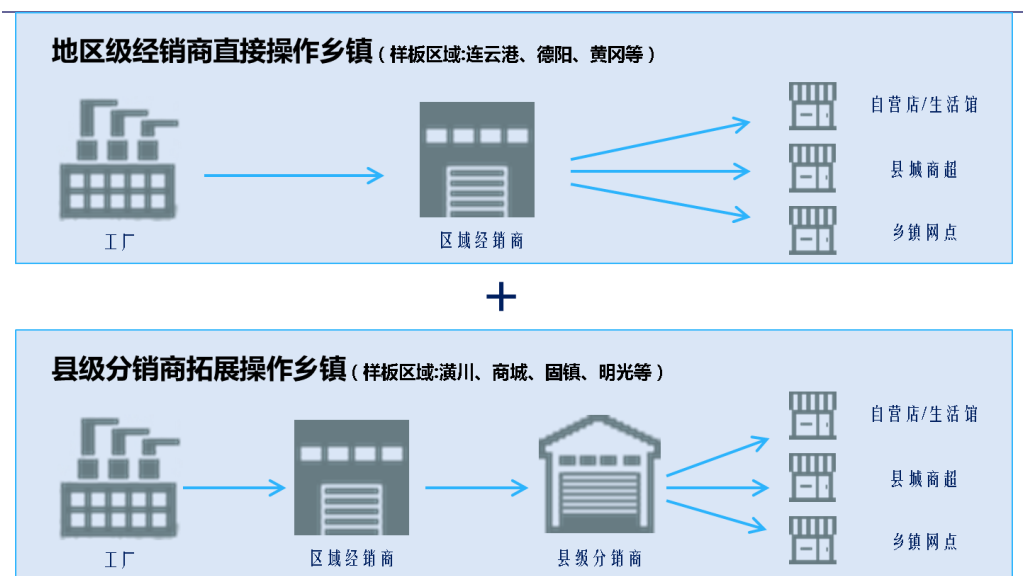 地区级经销商直接操作乡镇（样板区域:连云港、德阳、黄冈等）
自营店/生活馆
县城商超
乡镇网点
工厂
区域经销商
+
县级分销商拓展操作乡镇（样板区域:潢川、商城、固镇、明光等）
自营店/生活馆
县城商超
乡镇网点
工厂
区域经销商
县级分销商